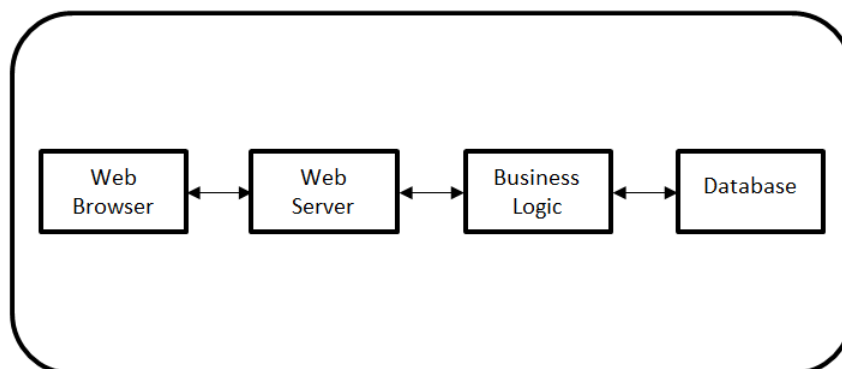 Web
Browser
Web
Server
Business
Logic
Database